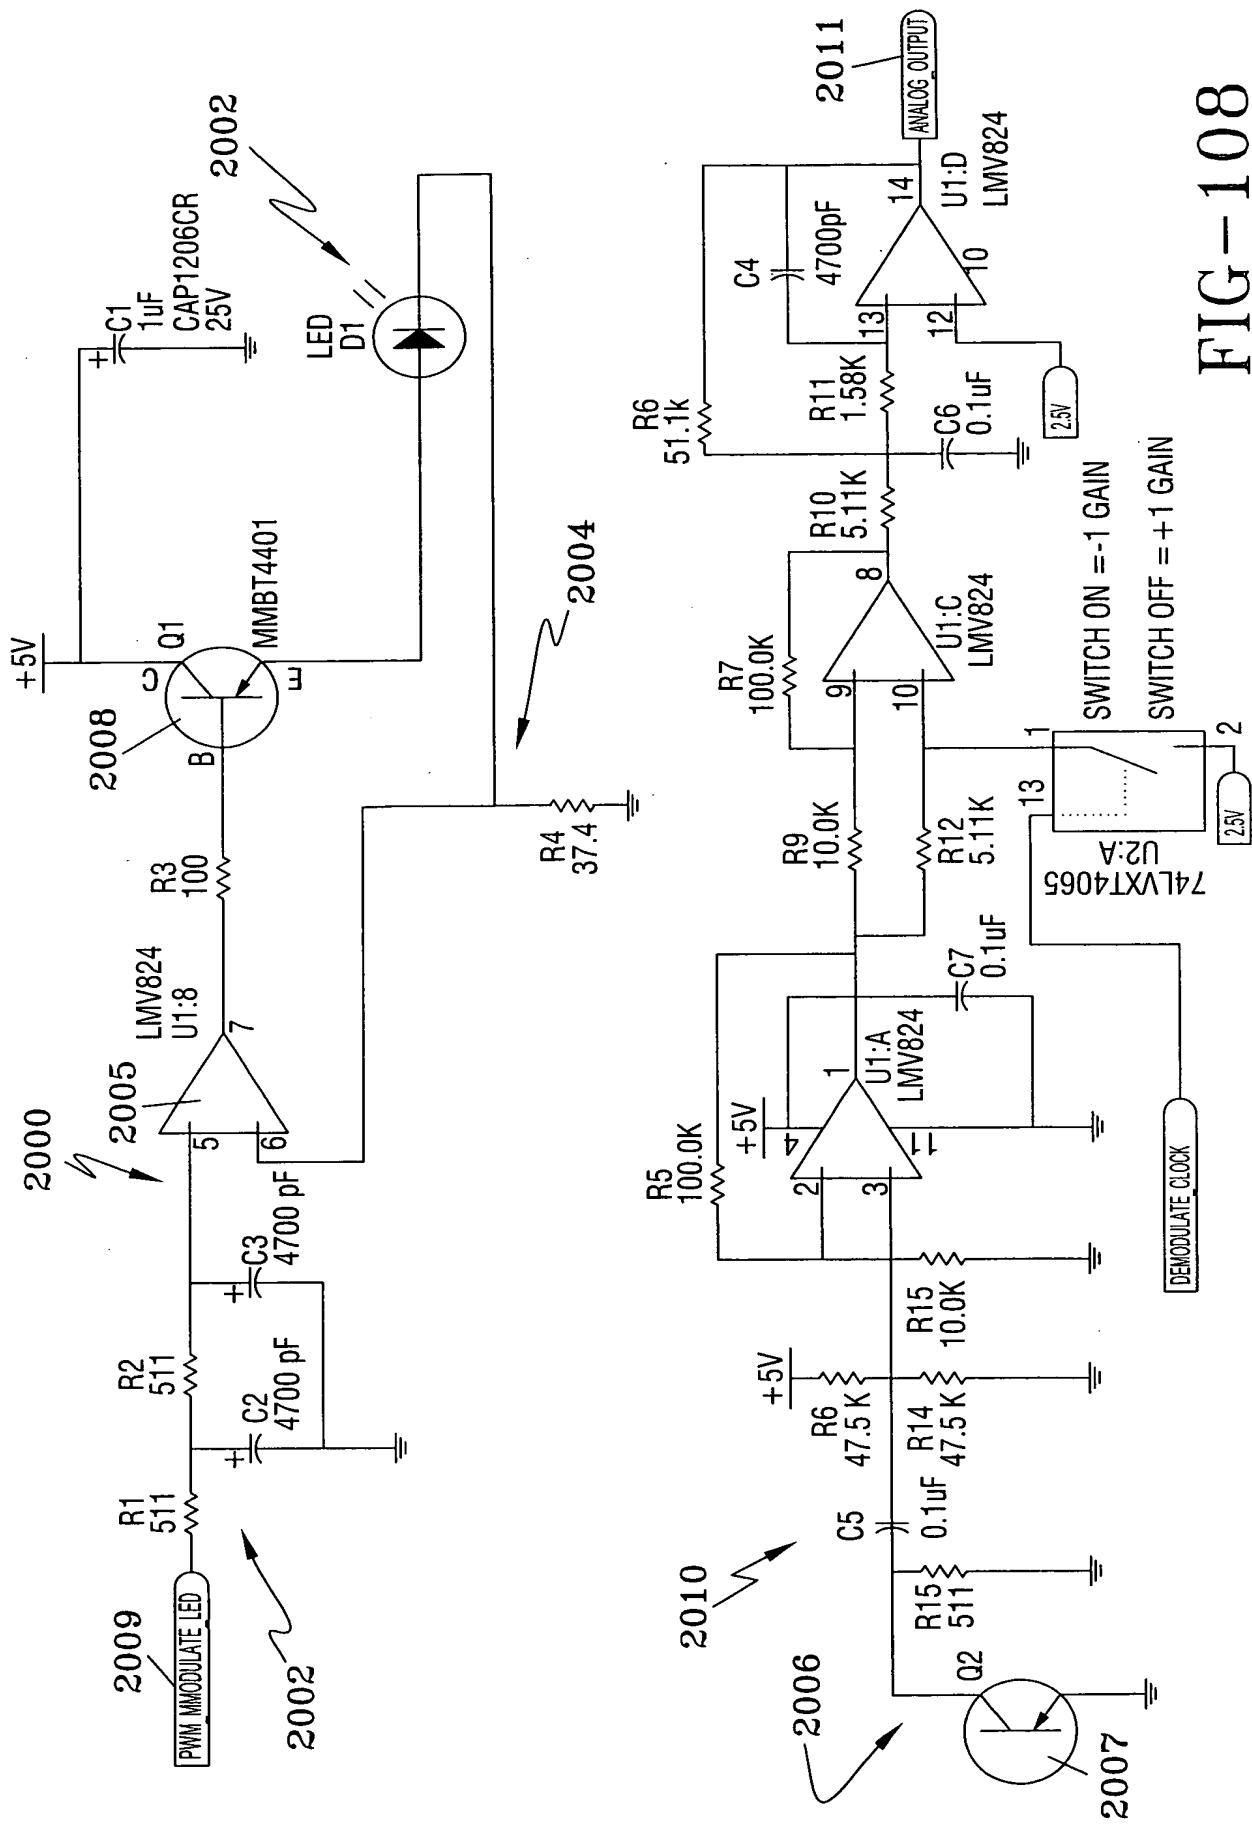 2000
2005
LMV824
U1:8
5
6
7
R3
100
+5V
C
Q1
2008
B
E
MMBT4401
+
C1
1uF
CAP1206CR
25V
2002
LED
D1
2004
R4
37.4
2009
PWM MMODULATE LED
R1
511
R2
511
+
C2
4700 pF
+
C3
4700 pF
2002
2006
2007
Q2
2010
R15
511
C5
0.1uF
+5V
R6
47.5 K
R14
47.5 K
R15
10.0K
R5
100.0K
+5V
4
2
3
1
11
U1:A
LMV824
C7
0.1uF
R9
10.0K
R12
5.11K
R7
100.0K
9
10
8
U1:C
LMV824
DEMODULATE CLOCK
74LVXT4065
U2:A
13
1
2
2.5V
SWITCH ON =-1 GAIN
SWITCH OFF = +1 GAIN
R10
5.11K
R6
51.1k
C6
0.1uF
R11
1.58K
C4
4700pF
13
12
14
10
2.5V
U1:D
LMV824
2011
ANALOG OUTPUT
FIG-108